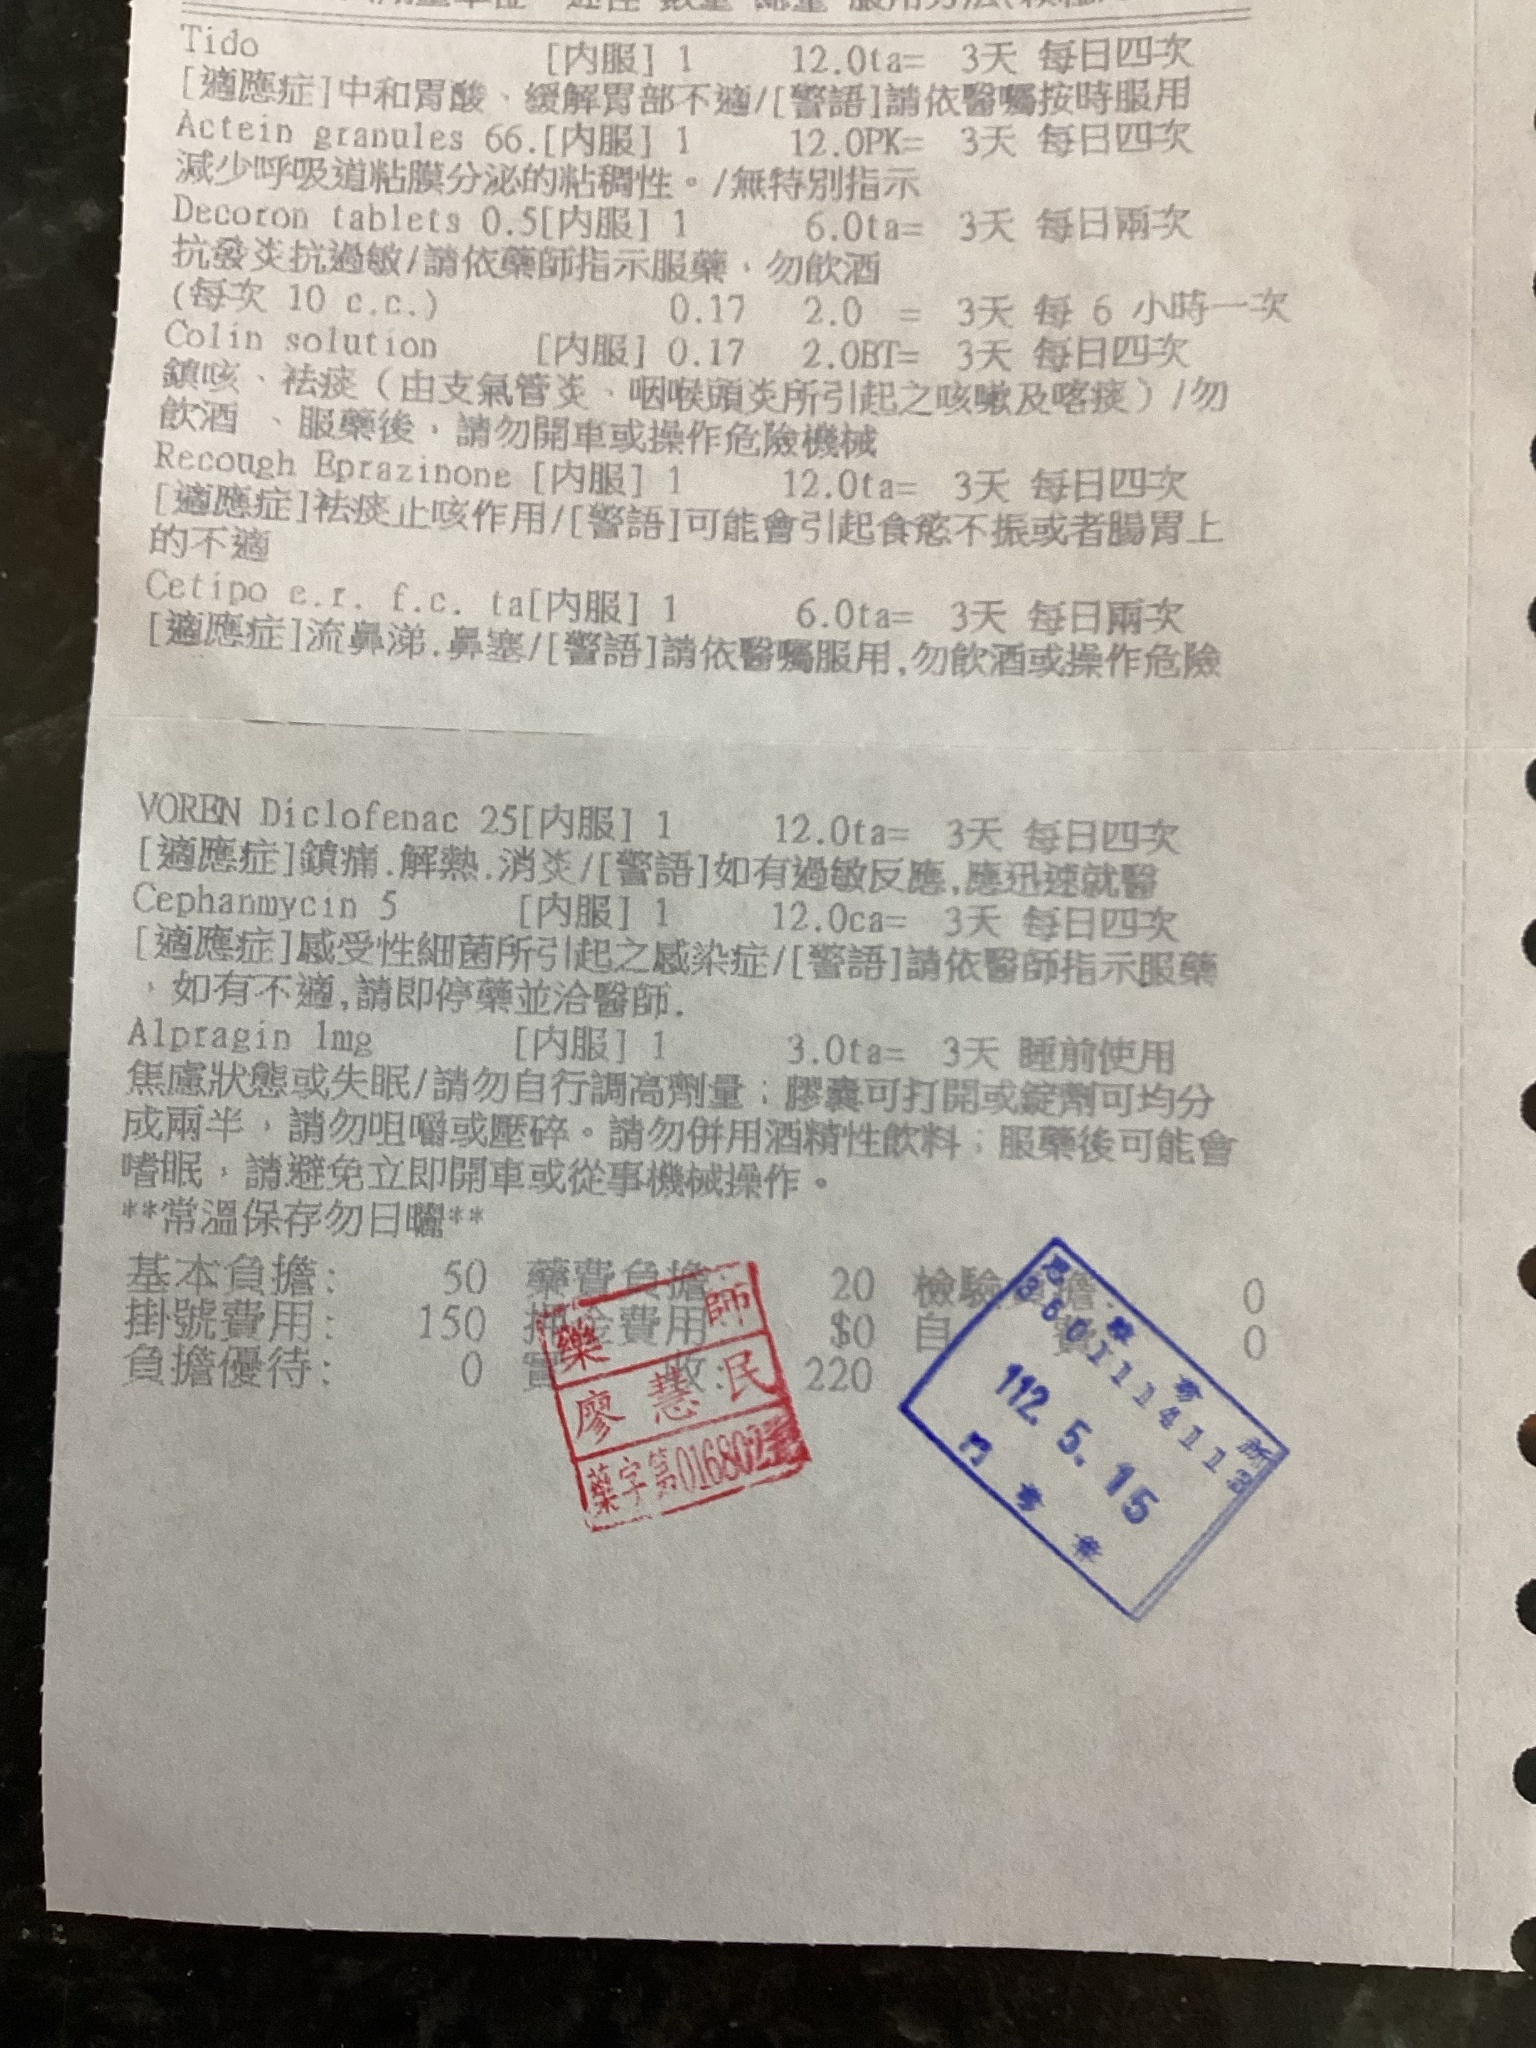 Tido [内服] 1 12.0ta= 3天 每日四次
[適應症]中和胃酸、緩解胃部不適/[警語]請依醫囑按時服用
Actein granules 66.[内服] 1 12.0PK= 3天 每日四次
減少呼吸道粘膜分泌的粘稠性。/無特別指示
Decoron tablets 0.5[内服] 1 6.0ta= 3天 每日兩次
抗發炎抗過敏/請依藥師指示服藥，勿飲酒
(每次 10 c.c.) 0.17 2.0 = 3天 每 6 小時一次
Colin solution [内服] 0.17 2.0BT= 3天 每日四次
鎮咳、袪痰（由支氣管炎、咽喉頭炎所引起之咳嗽及喀痰）/勿
飲酒 、服藥後，請勿開車或操作危險機械
Recough Eprazinone [内服] 1 12.0ta= 3天 每日四次
[適應症]袪痰止咳作用/[警語]可能會引起食慾不振或者腸胃上
的不適
Cetipo e.r. f.c. ta[内服] 1 6.0ta= 3天 每日兩次
[適應症]流鼻涕.鼻塞/[警語]請依醫囑服用,勿飲酒或操作危險
VOREN Diclofenac 25[内服] 1 12.0ta= 3天 每日四次
[適應症]鎮痛.解熱.消炎/[警語]如有過敏反應,應迅速就醫
Cephanmycin 5 [内服] 1 12.0ca= 3天 每日四次
[適應症]感受性細菌所引起之感染症/[警語]請依醫師指示服藥
，如有不適,請即停藥並洽醫師.
Alpragin 1mg [内服] 1 3.0ta= 3天 睡前使用
焦慮狀態或失眠/請勿自行調高劑量；膠囊可打開或錠劑可均分
成兩半，請勿咀嚼或壓碎。請勿併用酒精性飲料；服藥後可能會
嗜眠，請避免立即開車或從事機械操作。
**常溫保存勿日曬**
基本負擔: 50 藥費負擔: 20 檢驗負擔: 0
掛號費用: 150 押金費用 $0 自 費: 0
負擔優待: 0 實 收: 220
藥 師
廖 慧 民
藥字第016802號
診 所
3601114112
112. 5. 15
門 章